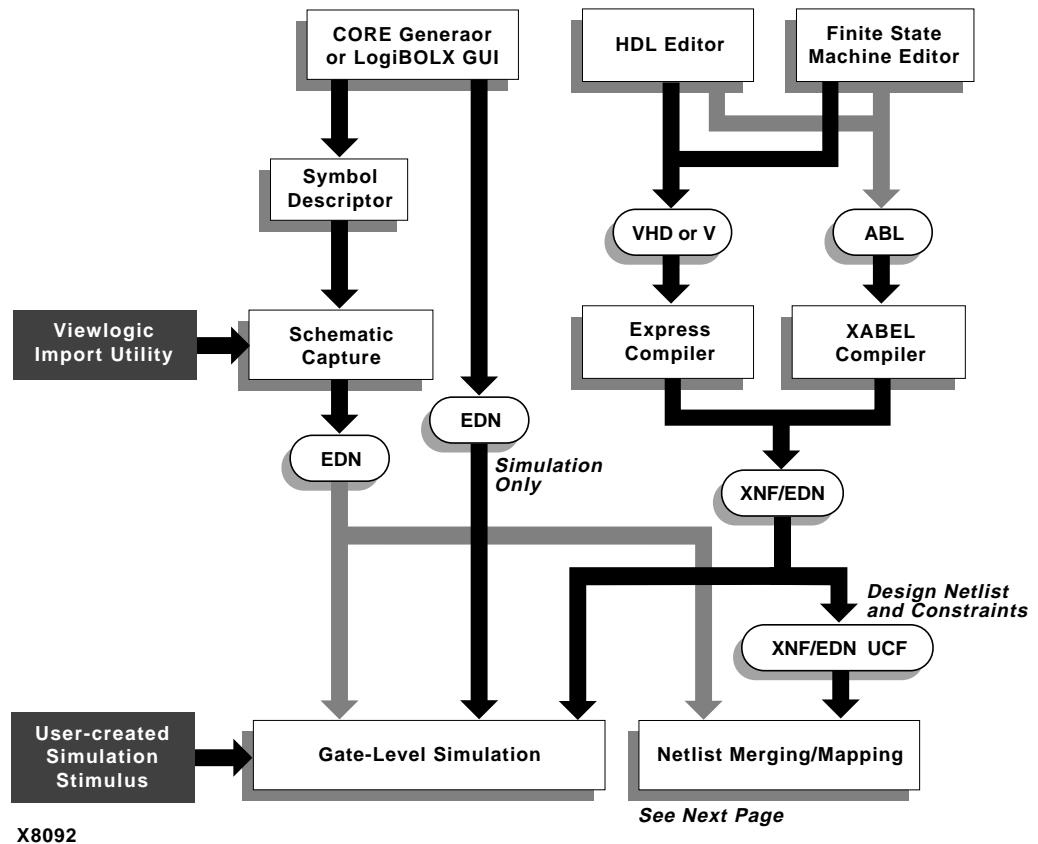 CORE Generaor
or LogiBOLX GUI
HDL Editor
Finite State
Machine Editor
Symbol
Descriptor
VHD or V
ABL
Viewlogic
Import Utility
Schematic
Capture
Express
Compiler
XABEL
Compiler
EDN
EDN
Simulation
Only
XNF/EDN
Design Netlist
and Constraints
XNF/EDN UCF
User-created
Simulation
Stimulus
Gate-Level Simulation
Netlist Merging/Mapping
See Next Page
X8092